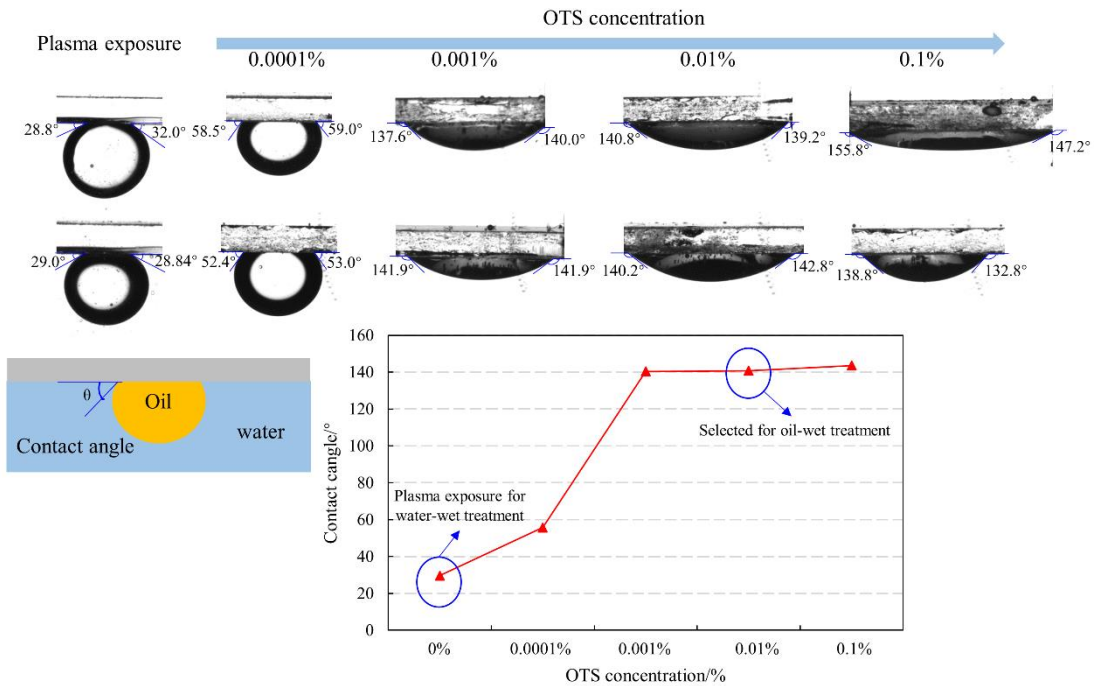 OTS concentration
Plasma exposure
0.0001% 0.001% 0.01% 0.1%
28.8° 32.0° 58.5° 59.0° 137.6° 140.0° 140.8° 139.2° 155.8° 147.2°
29.0° 28.84° 52.4° 53.0° 141.9° 141.9° 140.2° 142.8° 138.8° 132.8°
θ
Oil
Contact angle
water
Contact cangle/°
160
140
120
100
80
60
40
20
0
Selected for oil-wet treatment
Plasma exposure for
water-wet treatment
0% 0.0001% 0.001% 0.01% 0.1%
OTS concentration/%